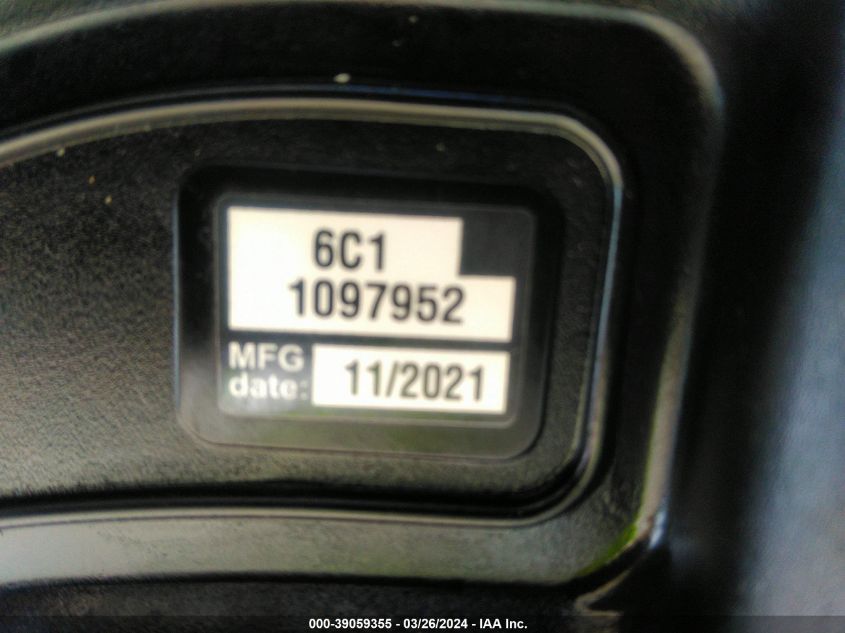 6C1
1097952
MFG
date: 11/2021
000-39059355 — 03/26/2024 — IAA Inc.